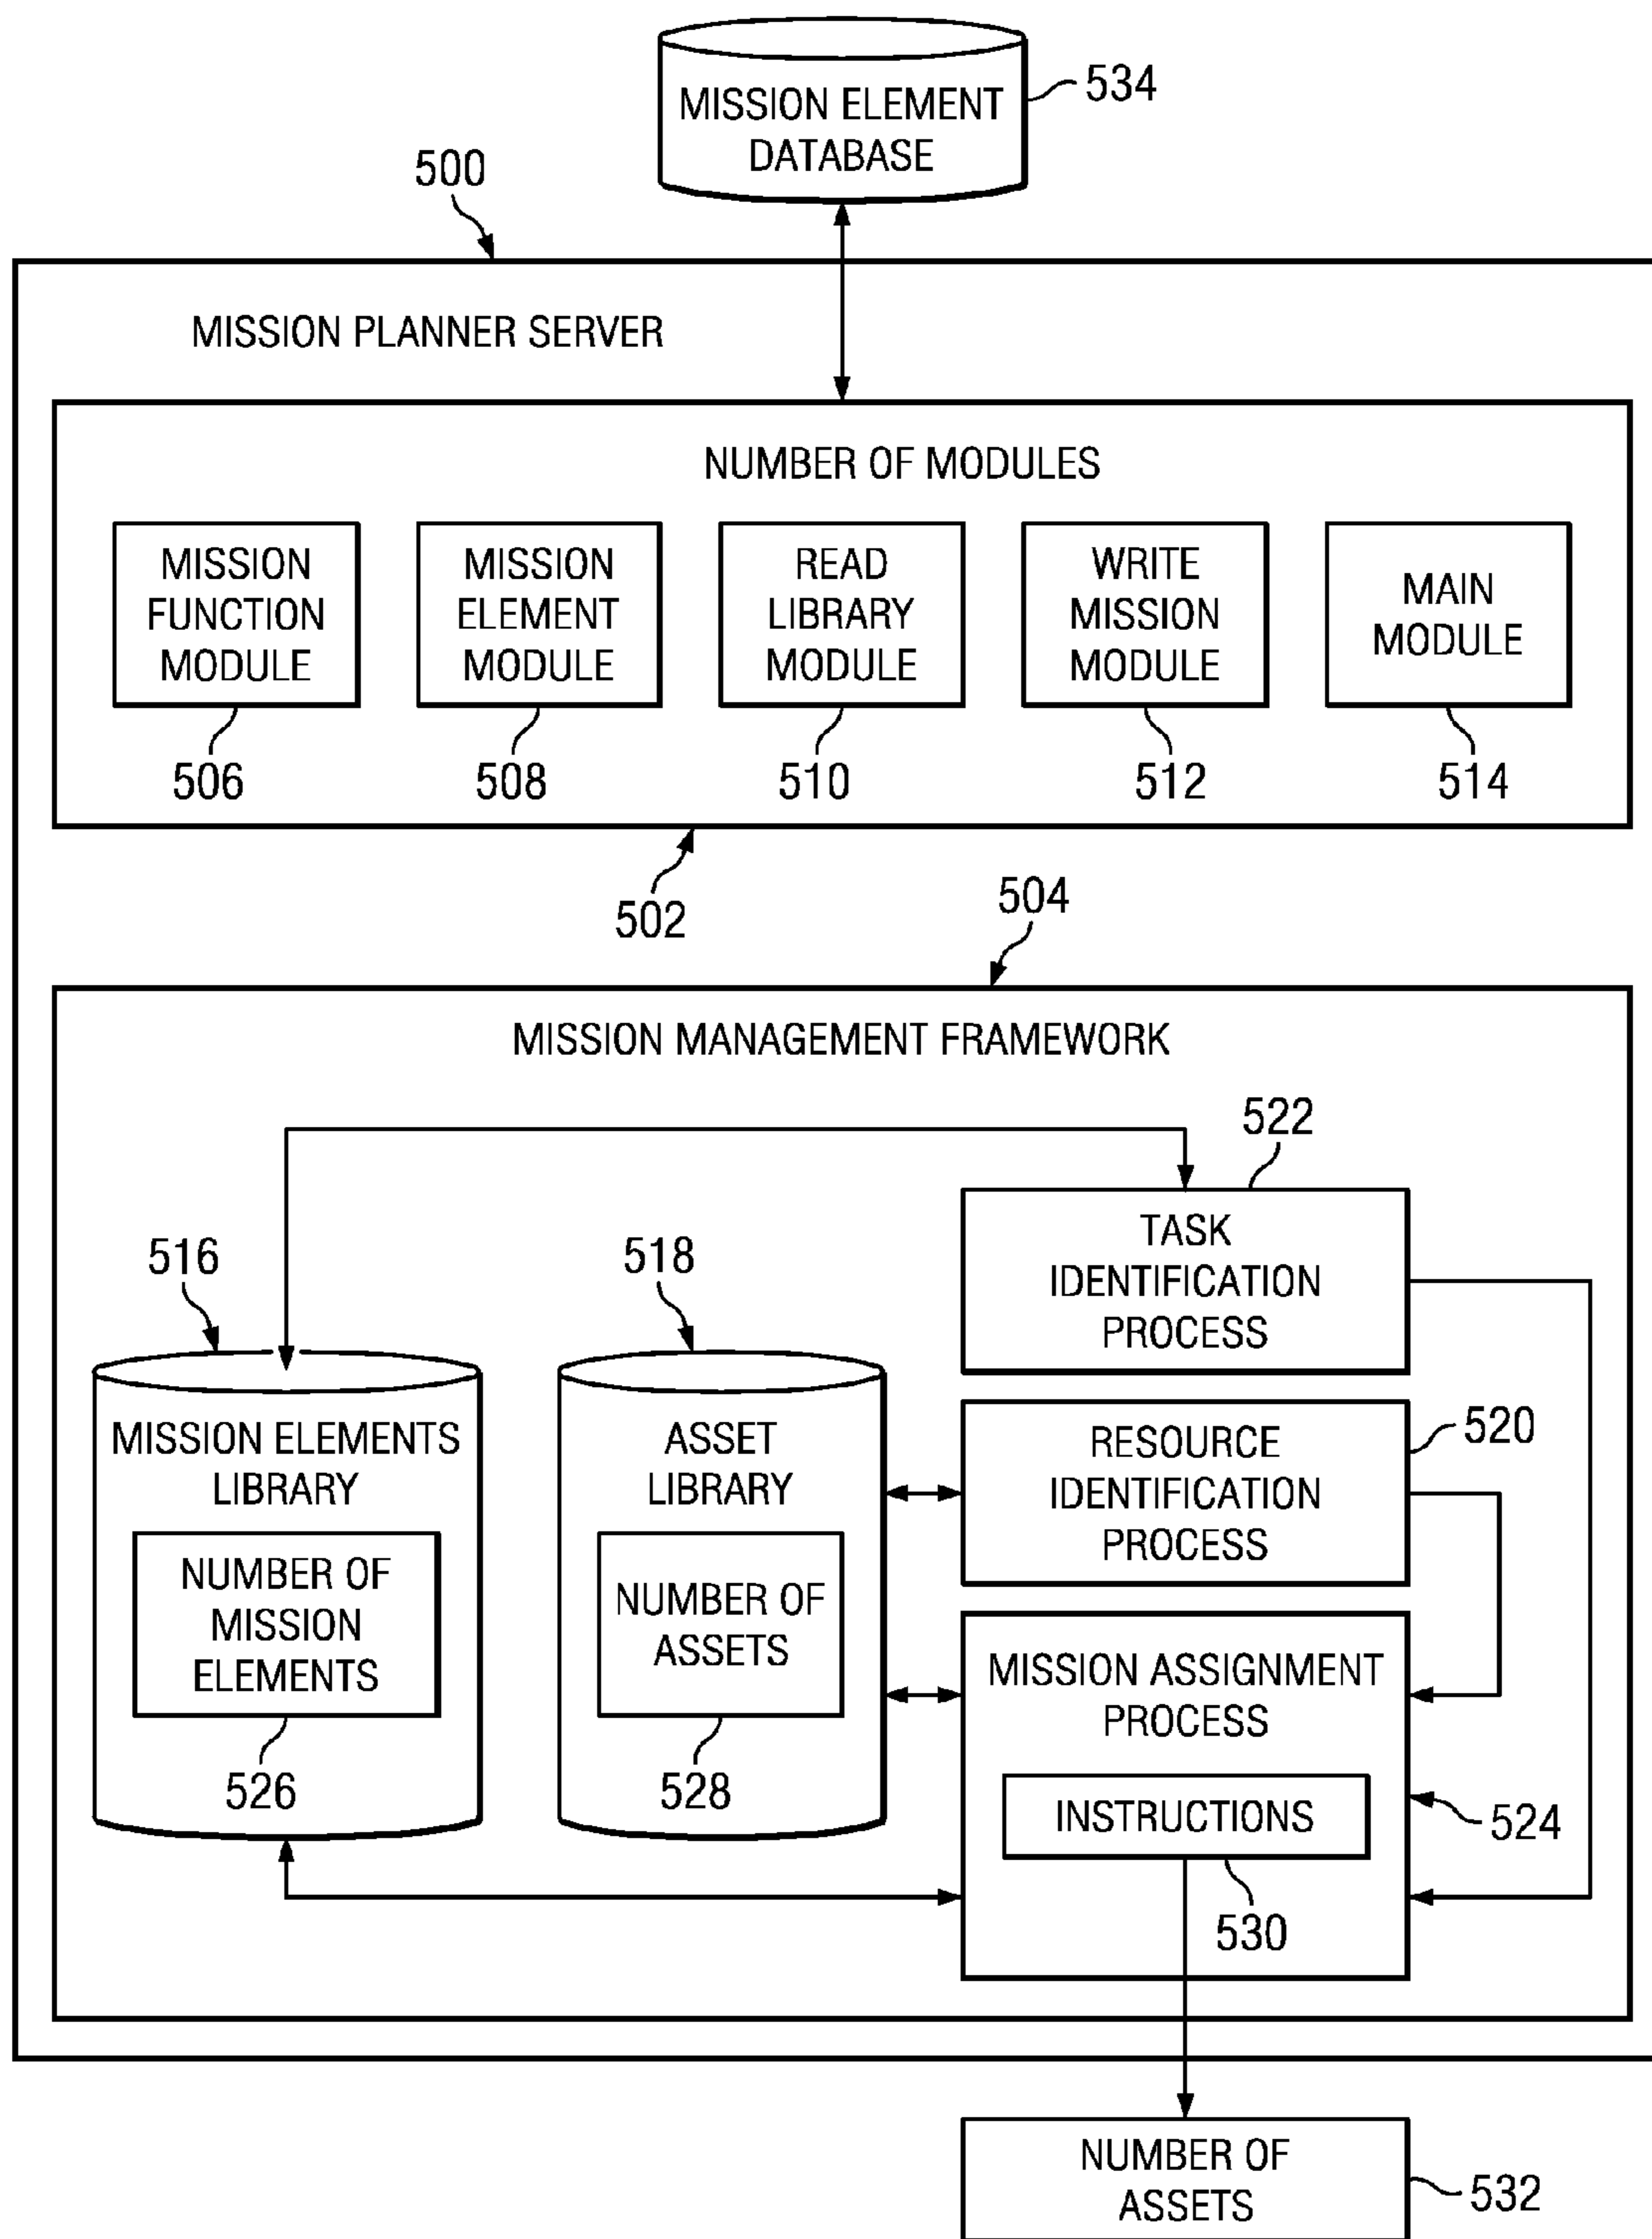 MISSION ELEMENT
DATABASE
534
500
MISSION PLANNER SERVER
NUMBER OF MODULES
MISSION
FUNCTION
MODULE
MISSION
ELEMENT
MODULE
READ
LIBRARY
MODULE
WRITE
MISSION
MODULE
MAIN
MODULE
506
508
510
512
514
502
504
MISSION MANAGEMENT FRAMEWORK
522
TASK
IDENTIFICATION
PROCESS
516
518
MISSION ELEMENTS
LIBRARY
NUMBER OF
MISSION
ELEMENTS
526
ASSET
LIBRARY
NUMBER OF
ASSETS
528
RESOURCE
IDENTIFICATION
PROCESS
520
MISSION ASSIGNMENT
PROCESS
INSTRUCTIONS
524
530
NUMBER OF
ASSETS
532